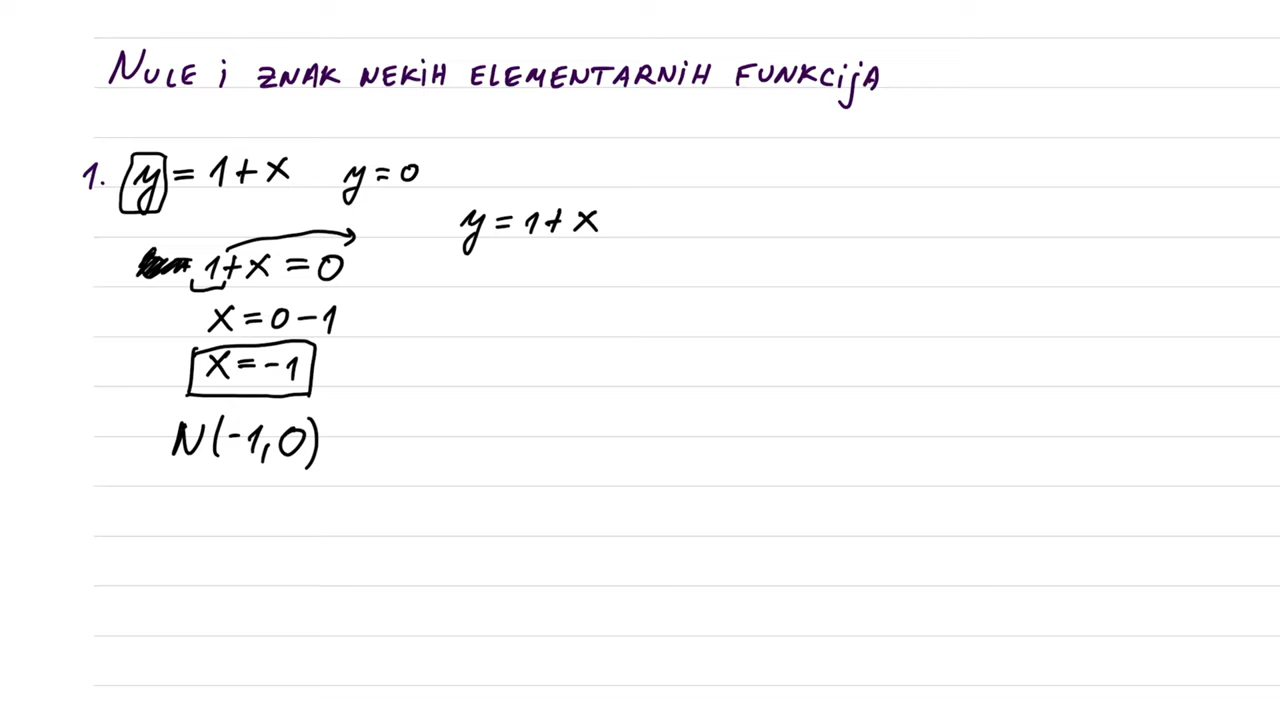 NULE i ZNAK NEKIH ELEMENTARNIH FUNKCIJA
1. y = 1 + x y = 0
y = 1 + x
1 + x = 0
x = 0 - 1
x = -1
N(-1, 0)